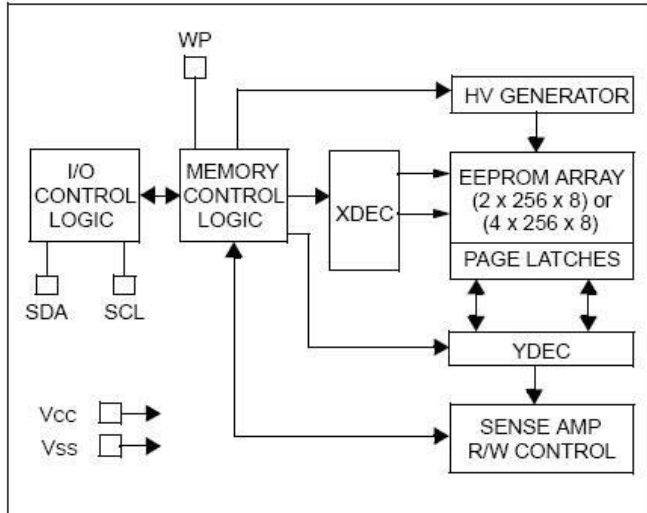 WP
HV GENERATOR
I/O
CONTROL
LOGIC
MEMORY
CONTROL
LOGIC
XDEC
EEPROM ARRAY
(2 x 256 x 8) or
(4 x 256 x 8)
PAGE LATCHES
SDA
SCL
YDEC
Vcc
Vss
SENSE AMP
R/W CONTROL